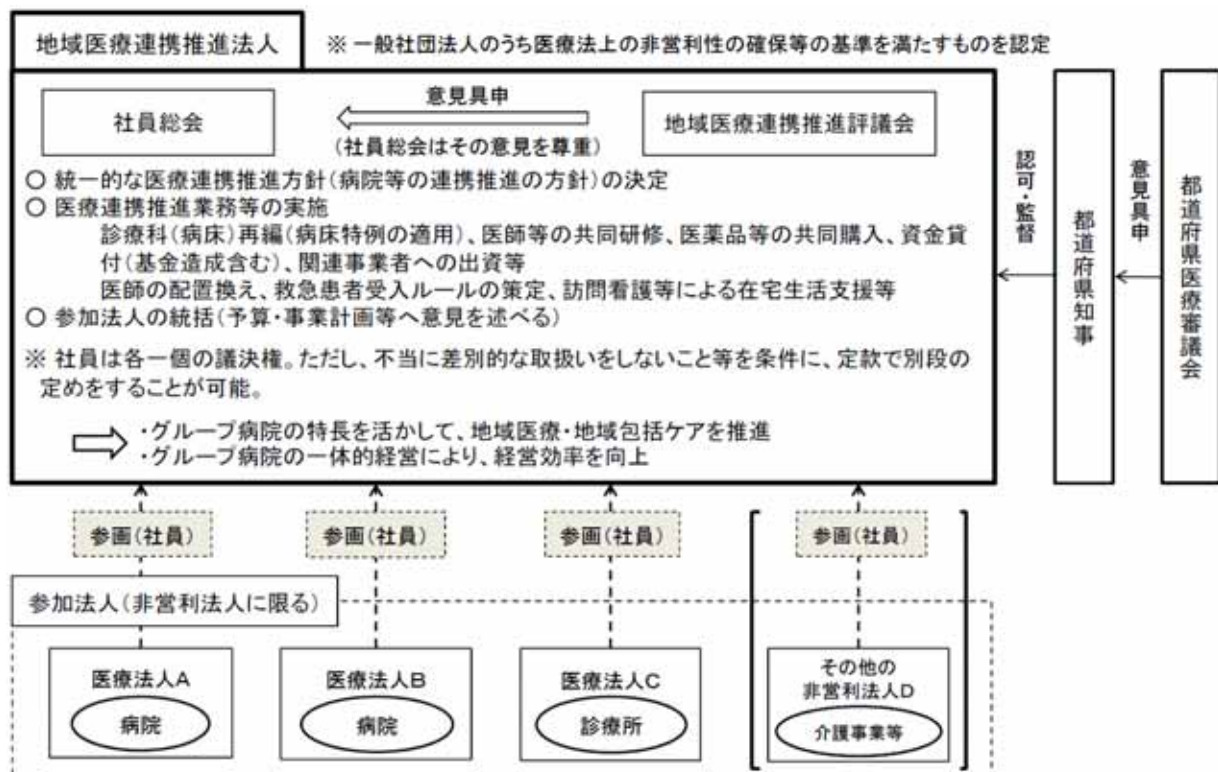 地域医療連携推進法人
※ 一般社団法人のうち医療法上の非営利性の確保等の基準を満たすものを認定
社員総会
意見具申
(社員総会はその意見を尊重)
地域医療連携推進評議会
○ 統一的な医療連携推進方針(病院等の連携推進の方針)の決定
○ 医療連携推進業務等の実施
診療科(病床)再編(病床特例の適用)、医師等の共同研修、医薬品等の共同購入、資金貸
付(基金造成含む)、関連事業者への出資等
医師の配置換え、救急患者受入ルールの策定、訪問看護等による在宅生活支援等
○ 参加法人の統括(予算・事業計画等へ意見を述べる)
※ 社員は各一個の議決権。ただし、不当に差別的な取扱いをしないこと等を条件に、定款で別段の
定めをすることが可能。
・グループ病院の特長を活かして、地域医療・地域包括ケアを推進
・グループ病院の一体的経営により、経営効率を向上
認可・監督
都道府県知事
意見具申
都道府県医療審議会
参画(社員)
参画(社員)
参画(社員)
参画(社員)
参加法人(非営利法人に限る)
医療法人A
病院
医療法人B
病院
医療法人C
診療所
その他の
非営利法人D
介護事業等